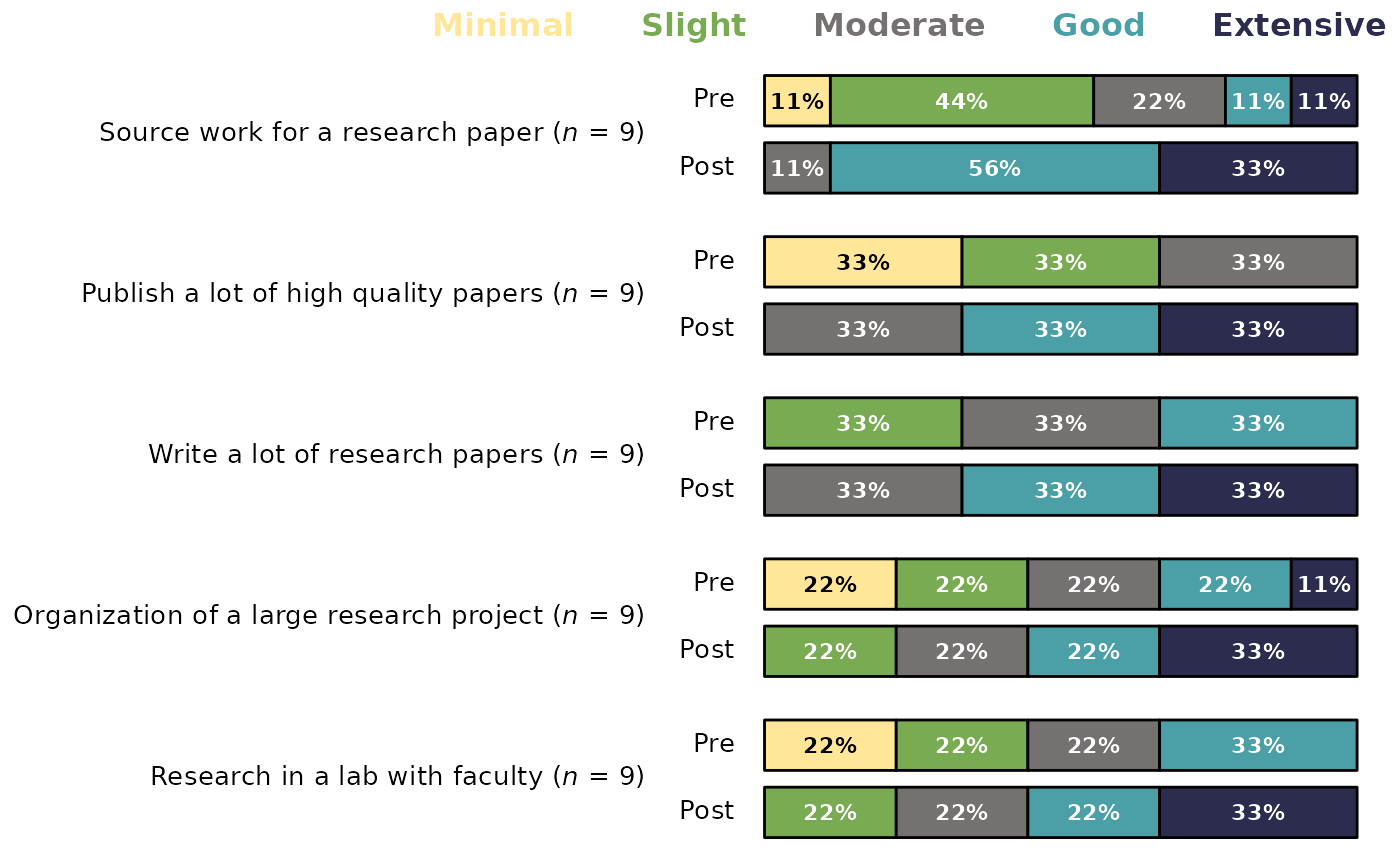 Minimal Slight Moderate Good Extensive
Pre 11% 44% 22% 11% 11%
Source work for a research paper (n = 9)
Post 11% 56% 33%
Pre 33% 33% 33%
Publish a lot of high quality papers (n = 9)
Post 33% 33% 33%
Pre 33% 33% 33%
Write a lot of research papers (n = 9)
Post 33% 33% 33%
Pre 22% 22% 22% 22% 11%
Organization of a large research project (n = 9)
Post 22% 22% 22% 33%
Pre 22% 22% 22% 33%
Research in a lab with faculty (n = 9)
Post 22% 22% 22% 33%